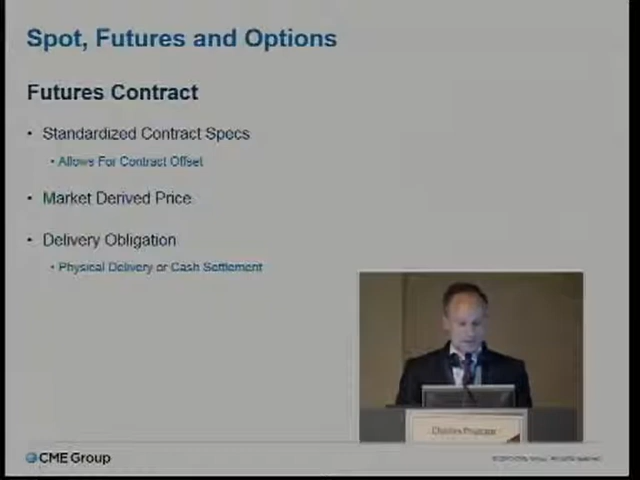 Spot, Futures and Options
Futures Contract
• Standardized Contract Specs
• Allows For Contract Offset
• Market Derived Price
• Delivery Obligation
• Physical Delivery or Cash Settlement
CME Group